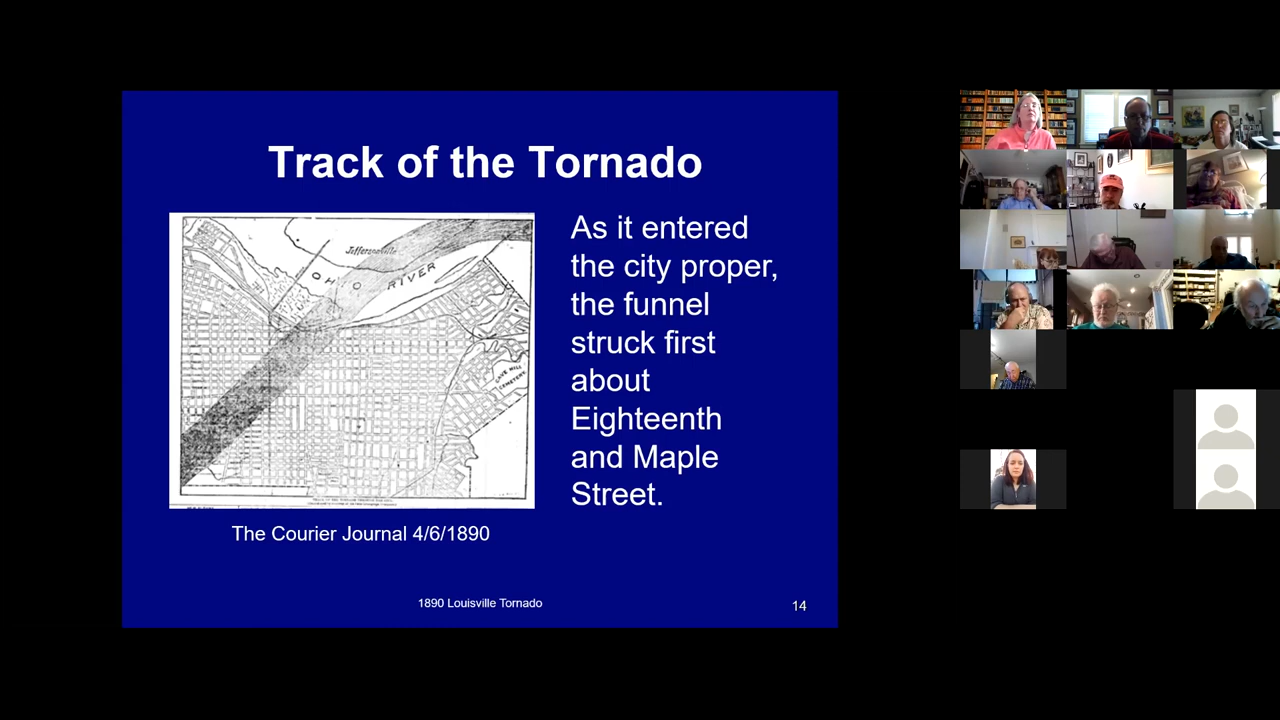 Track of the Tornado
Jeffersonville
OHIO RIVER
CAVE HILL
CEMETERY
As it entered
the city proper,
the funnel
struck first
about
Eighteenth
and Maple
Street.
The Courier Journal 4/6/1890
1890 Louisville Tornado
14